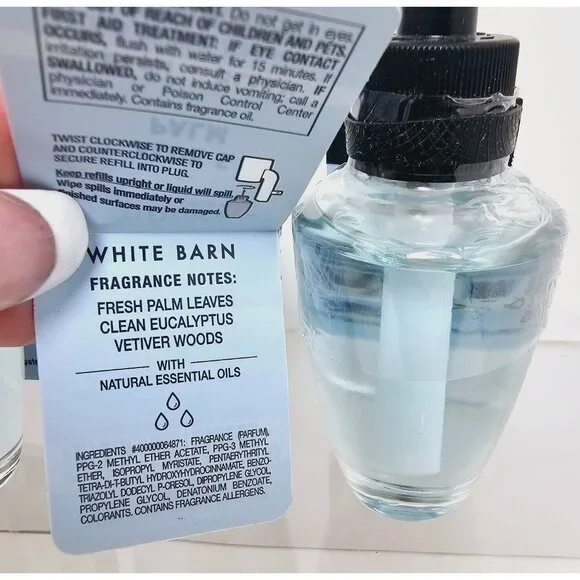 OUT OF REACH OF CHILDREN AND PETS.
FIRST AID TREATMENT: IF EYE CONTACT
OCCURS, flush with water for 15 minutes. If
irritation persists, consult a physician. IF
SWALLOWED, do not induce vomiting; call a
physician or Poison Control Center
immediately. Contains fragrance oil.
PALM
TWIST CLOCKWISE TO REMOVE CAP
AND COUNTERCLOCKWISE TO
SECURE REFILL INTO PLUG.
Keep refills upright or liquid will spill.
Wipe spills immediately or
surfaces may be damaged.
WHITE BARN
FRAGRANCE NOTES:
FRESH PALM LEAVES
CLEAN EUCALYPTUS
VETIVER WOODS
WITH
NATURAL ESSENTIAL OILS
INGREDIENTS #400000064871: FRAGRANCE (PARFUM),
PPG-2 METHYL ETHER ACETATE, PPG-3 METHYL
ETHER, ISOPROPYL MYRISTATE, PENTAERYTHRITYL
TETRA-DI-T-BUTYL HYDROXYHYDROCINNAMATE, BENZO-
TRIAZOLYL DODECYL P-CRESOL, DIPROPYLENE GLYCOL,
PROPYLENE GLYCOL, DENATONIUM BENZOATE,
COLORANTS. CONTAINS FRAGRANCE ALLERGENS.